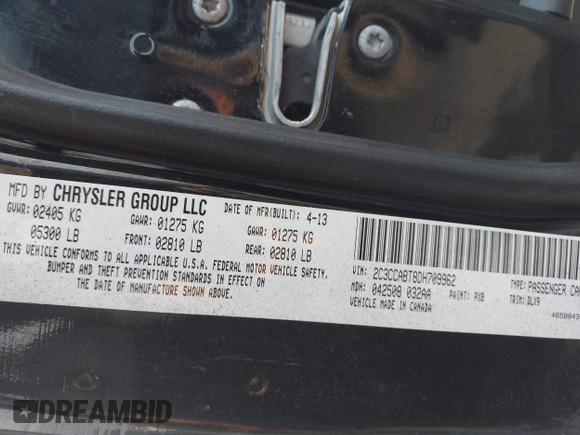 MFD BY CHRYSLER GROUP LLC DATE OF MFR(BUILT): 4-13
GVWR: 02405 KG GAWR: 01275 KG GAWR: 01275 KG
05300 LB FRONT: 02810 LB REAR: 02810 LB
THIS VEHICLE CONFORMS TO ALL APPLICABLE U.S.A. FEDERAL MOTOR VEHICLE SAFETY,
BUMPER AND THEFT PREVENTION STANDARDS IN EFFECT ON
THE DATE OF MANUFACTURE SHOWN ABOVE.
VIN: 2C3CCABT8DH709962 TYPE: PASSENGER CAR
MDH: 042508 032AA PAINT: PX8 TRIM: DLX9
VEHICLE MADE IN CANADA
4658043
DREAMBID